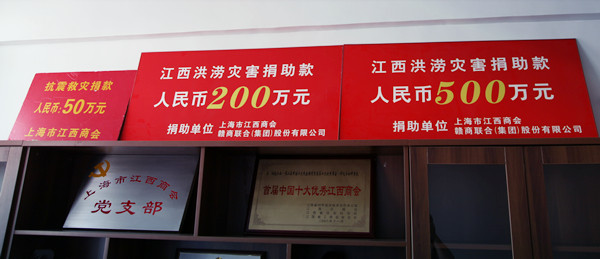 抗震救灾捐款
人民币:50万元
上海市江西商会
江西洪涝灾害捐助款
人民币200万元
捐助单位 上海市江西商会
赣商联合(集团)股份有限公司
江西洪涝灾害捐助款
人民币500万元
捐助单位 上海市江西商会
赣商联合(集团)股份有限公司
上海市江西商会
党支部
首届中国十大优秀江西商会